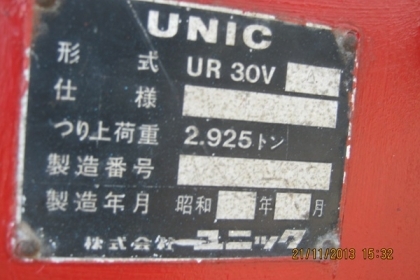 UNIC
形式 UR 30V
仕様
つり上荷重 2.925トン
製造番号
製造年月 昭和 年 月
株式会社ユニック
21/11/2013 15:32